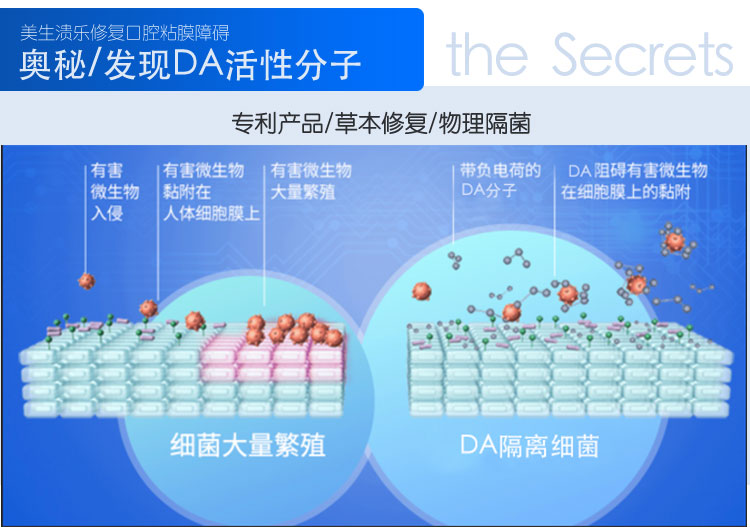 美生溃乐修复口腔粘膜障碍
奥秘/发现DA活性分子
the Secrets
专利产品/草本修复/物理隔菌
有害
微生物
入侵
有害微生物
黏附在
人体细胞膜上
有害微生物
大量繁殖
带负电荷的
DA分子
DA阻碍有害微生物
在细胞膜上的黏附
细菌大量繁殖
DA隔离细菌